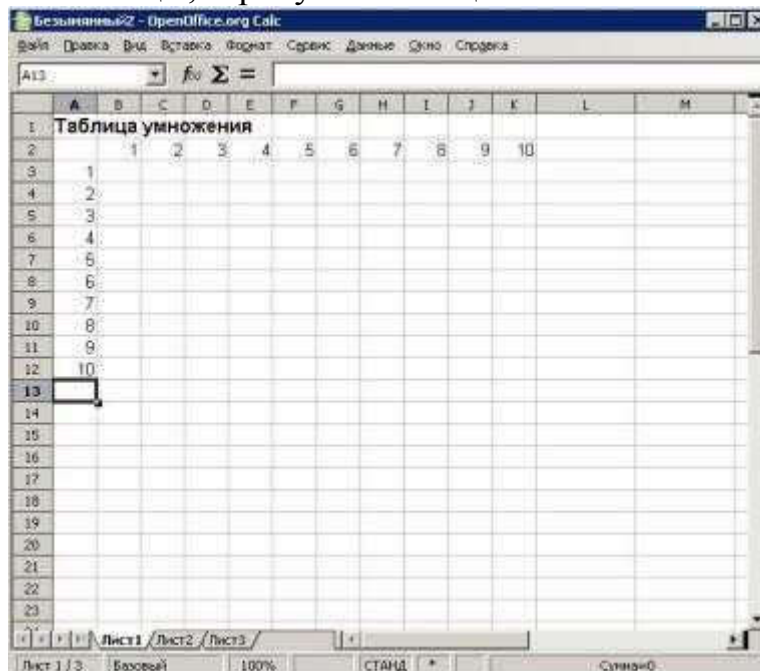 Безымянный2 - OpenOffice.org Calc
Файл Правка Вид Вставка Формат Сервис Данные Окно Справка
A13 Σ =
A B C D E F G H I J K L M
1 Таблица умножения
2 1 2 3 4 5 6 7 8 9 10
3 1
4 2
5 3
6 4
7 5
8 6
9 7
10 8
11 9
12 10
13
14
15
16
17
18
19
20
21
22
23
Лист1 Лист2 Лист3
Лист 1 / 3 Базовый 100% СТАНД * Сумма=0